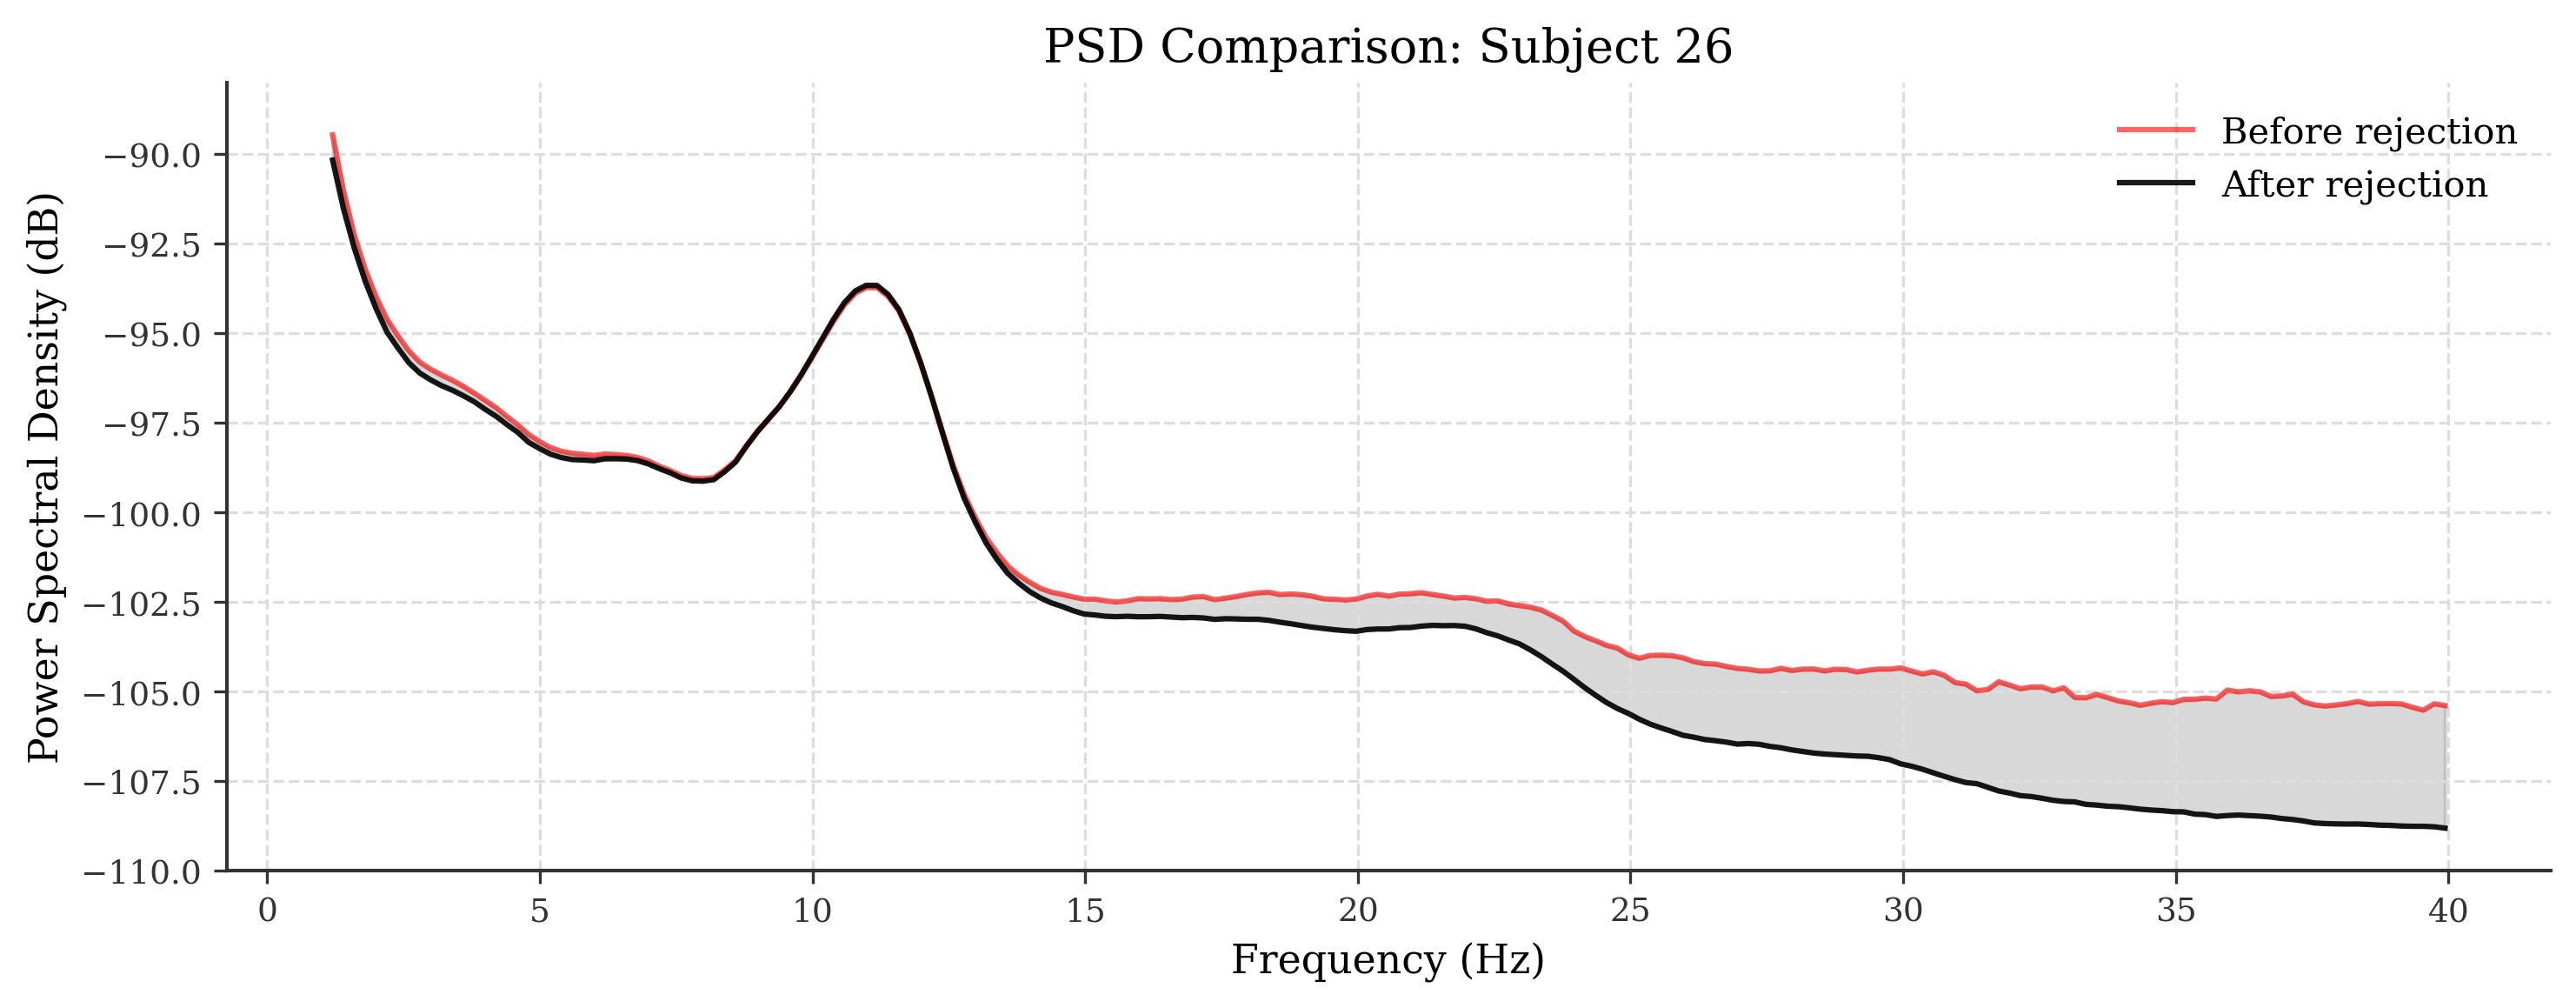 PSD Comparison: Subject 26
Before rejection
After rejection
Power Spectral Density (dB)
−90.0
−92.5
−95.0
−97.5
−100.0
−102.5
−105.0
−107.5
−110.0
0 5 10 15 20 25 30 35 40
Frequency (Hz)